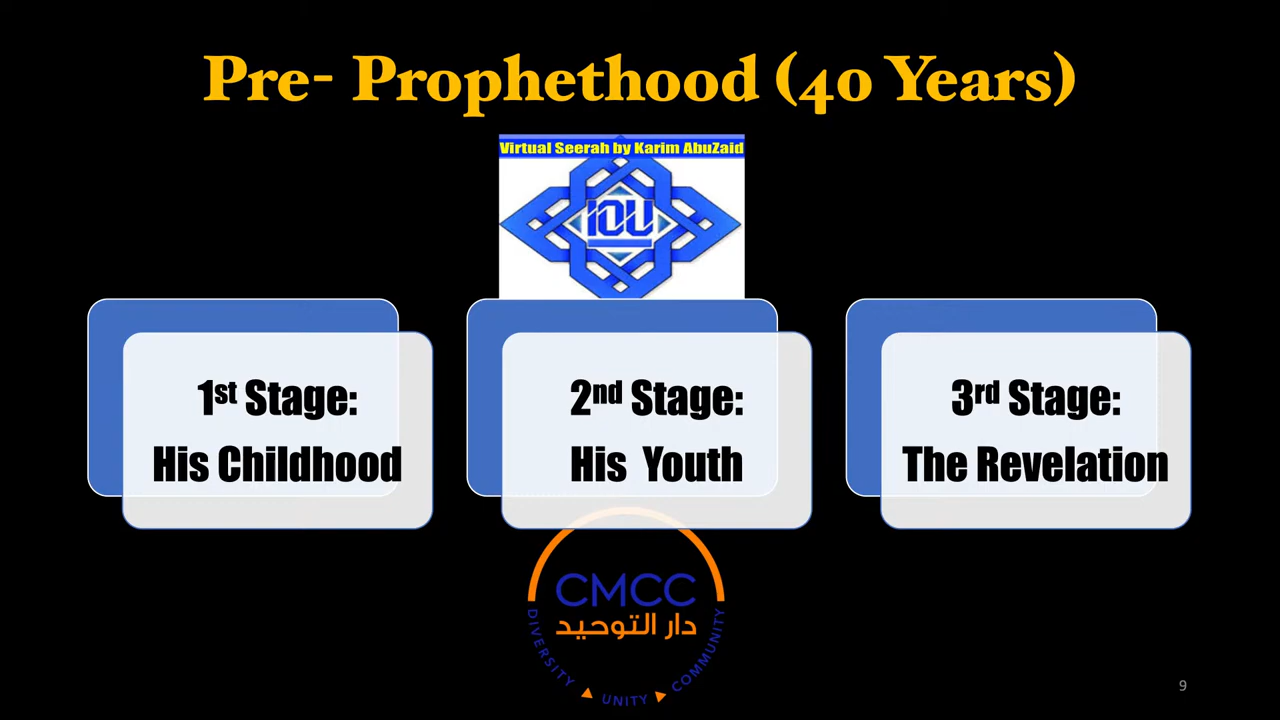 Pre- Prophethood (40 Years)
Virtual Seerah by Karim AbuZaid
IOU
1st Stage:
His Childhood
2nd Stage:
His Youth
3rd Stage:
The Revelation
CMCC
دار التوحيد
DIVERSITY UNITY COMMUNITY
9